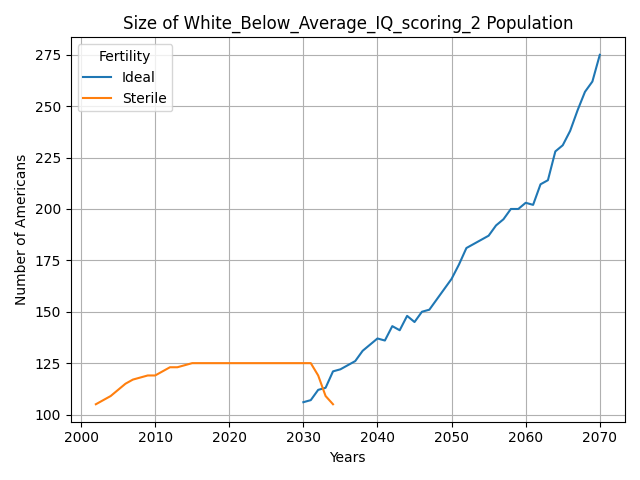 Size of White_Below_Average_IQ_scoring_2 Population
Fertility
Ideal
Sterile
Number of Americans
275
250
225
200
175
150
125
100
2000 2010 2020 2030 2040 2050 2060 2070
Years